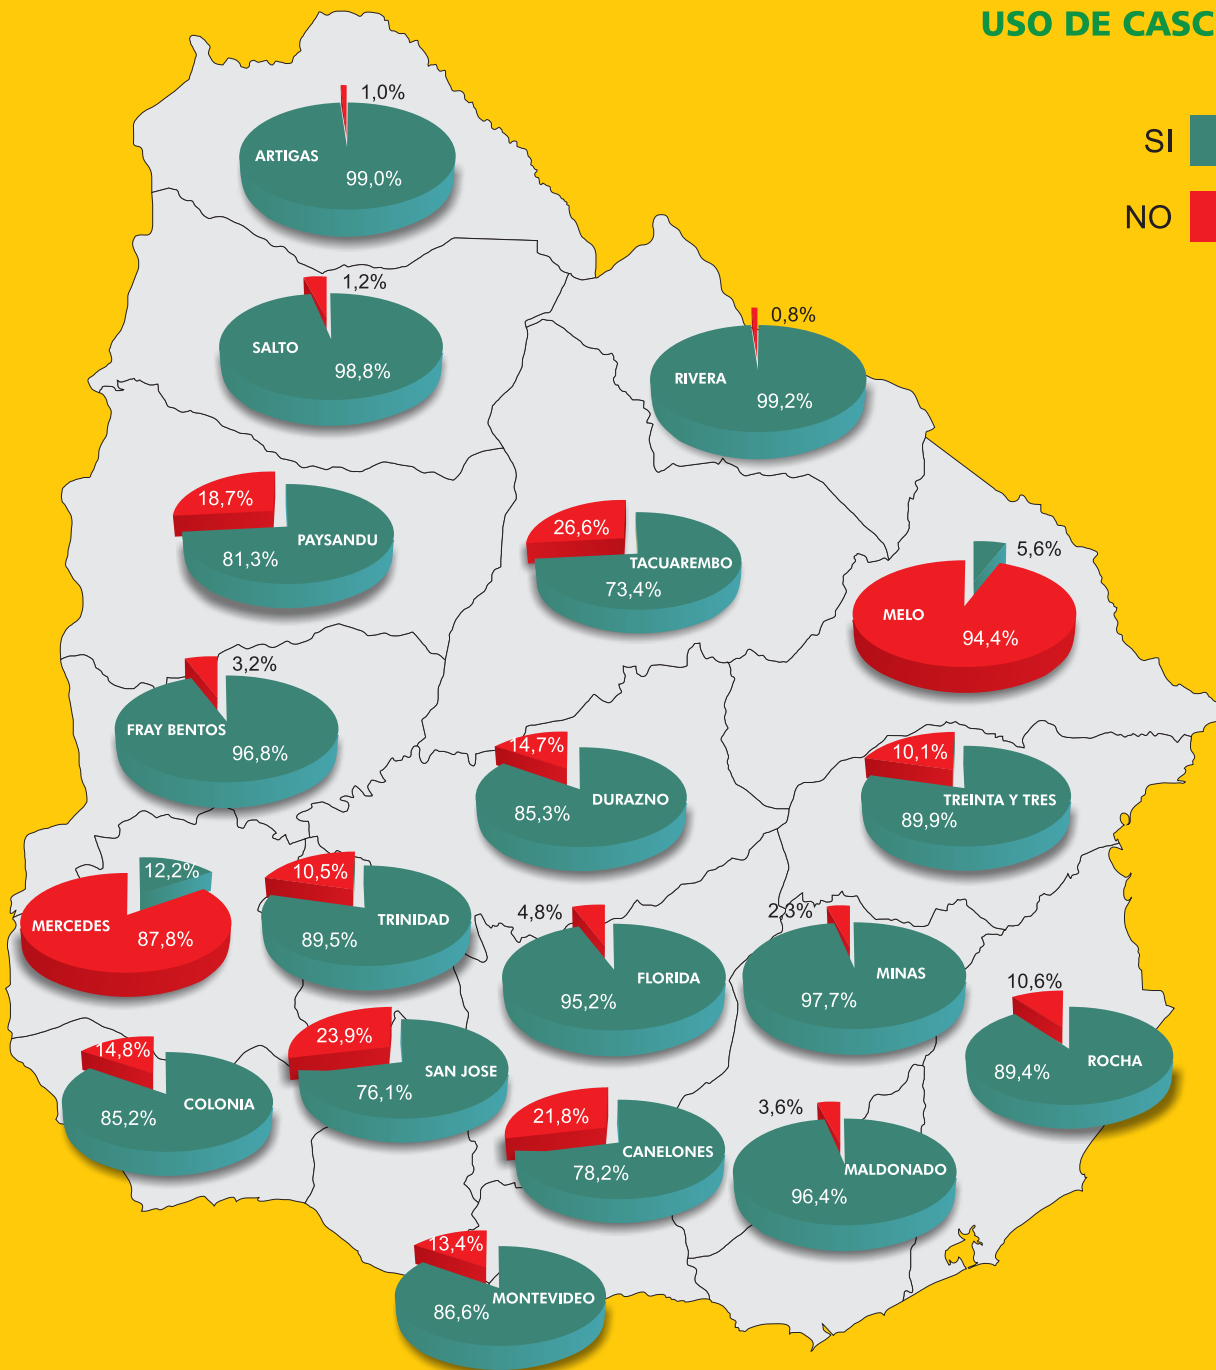 USO DE CASC
SI
NO
1,0%
ARTIGAS
99,0%
1,2%
SALTO
98,8%
0,8%
RIVERA
99,2%
18,7%
PAYSANDU
81,3%
26,6%
TACUAREMBO
73,4%
5,6%
MELO
94,4%
3,2%
FRAY BENTOS
96,8%
14,7%
DURAZNO
85,3%
10,1%
TREINTA Y TRES
89,9%
12,2%
MERCEDES
87,8%
10,5%
TRINIDAD
89,5%
4,8%
FLORIDA
95,2%
2,3%
MINAS
97,7%
10,6%
ROCHA
89,4%
14,8%
COLONIA
85,2%
23,9%
SAN JOSE
76,1%
21,8%
CANELONES
78,2%
3,6%
MALDONADO
96,4%
13,4%
MONTEVIDEO
86,6%